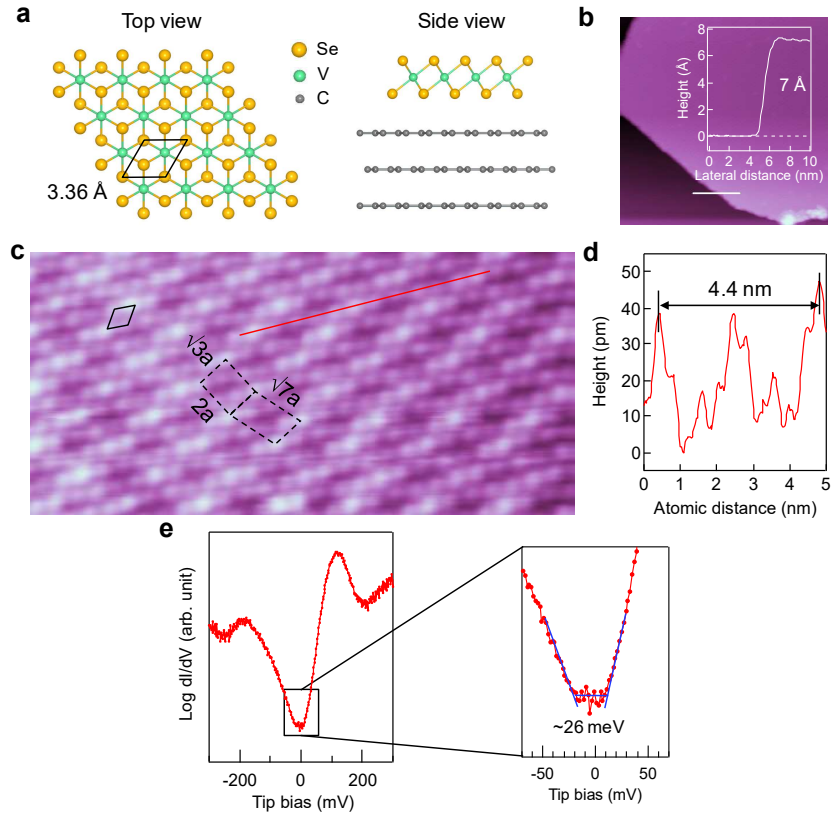 a
Top view
Side view
Se
V
C
3.36 Å
b
Height (Å)
8
6
4
2
0
7 Å
0 2 4 6 8 10
Lateral distance (nm)
c
√3a
√7a
2a
d
Height (pm)
50
40
30
20
10
0
4.4 nm
0 1 2 3 4 5
Atomic distance (nm)
e
Log dI/dV (arb. unit)
-200 0 200
Tip bias (mV)
~26 meV
-50 0 50
Tip bias (mV)